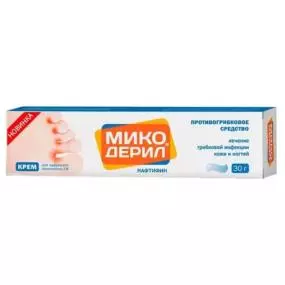 НОВИНКА
КРЕМ
МИКО
ДЕРИЛ®
НАФТИФИН
ПРОТИВОГРИБКОВОЕ
СРЕДСТВО
лечение
грибковой инфекции
кожи и ногтей
30 г